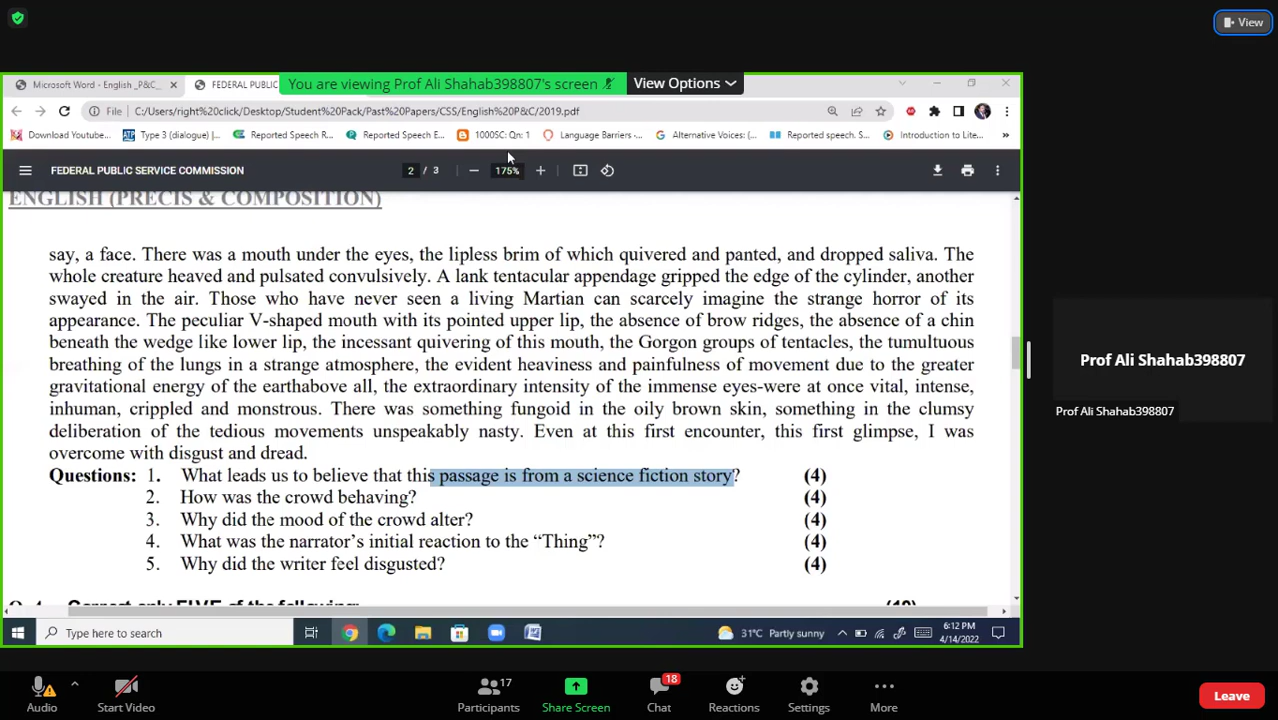 View
Microsoft Word - English _P&C_
FEDERAL PUBLIC
You are viewing Prof Ali Shahab398807's screen
View Options
File
C:/Users/right%20click/Desktop/Student%20Pack/Past%20Papers/CSS/English%20P&C/2019.pdf
Download Youtube...
Type 3 (dialogue) |...
Reported Speech R...
Reported Speech E...
1000SC: Qn: 1
Language Barriers -...
Alternative Voices: (...
Reported speech. S...
Introduction to Lite...
»
FEDERAL PUBLIC SERVICE COMMISSION
2 / 3
175%
ENGLISH (PRECIS & COMPOSITION)
say, a face. There was a mouth under the eyes, the lipless brim of which quivered and panted, and dropped saliva. The
whole creature heaved and pulsated convulsively. A lank tentacular appendage gripped the edge of the cylinder, another
swayed in the air. Those who have never seen a living Martian can scarcely imagine the strange horror of its
appearance. The peculiar V-shaped mouth with its pointed upper lip, the absence of brow ridges, the absence of a chin
beneath the wedge like lower lip, the incessant quivering of this mouth, the Gorgon groups of tentacles, the tumultuous
breathing of the lungs in a strange atmosphere, the evident heaviness and painfulness of movement due to the greater
gravitational energy of the earthabove all, the extraordinary intensity of the immense eyes-were at once vital, intense,
inhuman, crippled and monstrous. There was something fungoid in the oily brown skin, something in the clumsy
deliberation of the tedious movements unspeakably nasty. Even at this first encounter, this first glimpse, I was
overcome with disgust and dread.
Questions: 1. What leads us to believe that this passage is from a science fiction story? (4)
2. How was the crowd behaving? (4)
3. Why did the mood of the crowd alter? (4)
4. What was the narrator's initial reaction to the “Thing”? (4)
5. Why did the writer feel disgusted? (4)
Q. 4. Correct only FIVE of the following: (10)
Type here to search
31°C Partly sunny
6:12 PM
4/14/2022
Prof Ali Shahab398807
Prof Ali Shahab398807
Audio
Start Video
17
Participants
Share Screen
18
Chat
Reactions
Settings
More
Leave